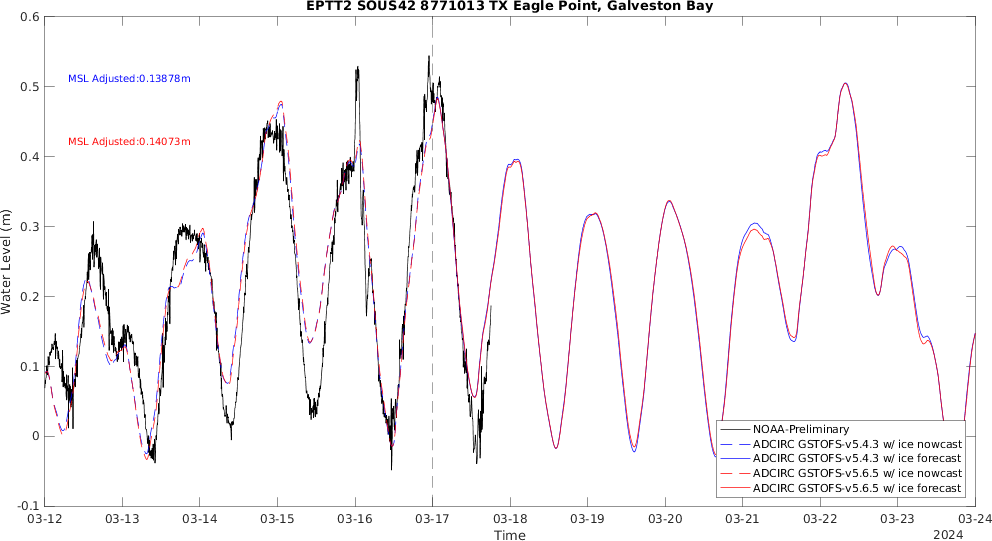 EPTT2 SOUS42 8771013 TX Eagle Point, Galveston Bay
0.6
0.5
0.4
0.3
0.2
0.1
0
-0.1
Water Level (m)
MSL Adjusted:0.13878m
MSL Adjusted:0.14073m
NOAA-Preliminary
ADCIRC GSTOFS-v5.4.3 w/ ice nowcast
ADCIRC GSTOFS-v5.4.3 w/ ice forecast
ADCIRC GSTOFS-v5.6.5 w/ ice nowcast
ADCIRC GSTOFS-v5.6.5 w/ ice forecast
03-12 03-13 03-14 03-15 03-16 03-17 03-18 03-19 03-20 03-21 03-22 03-23 03-24
Time
2024